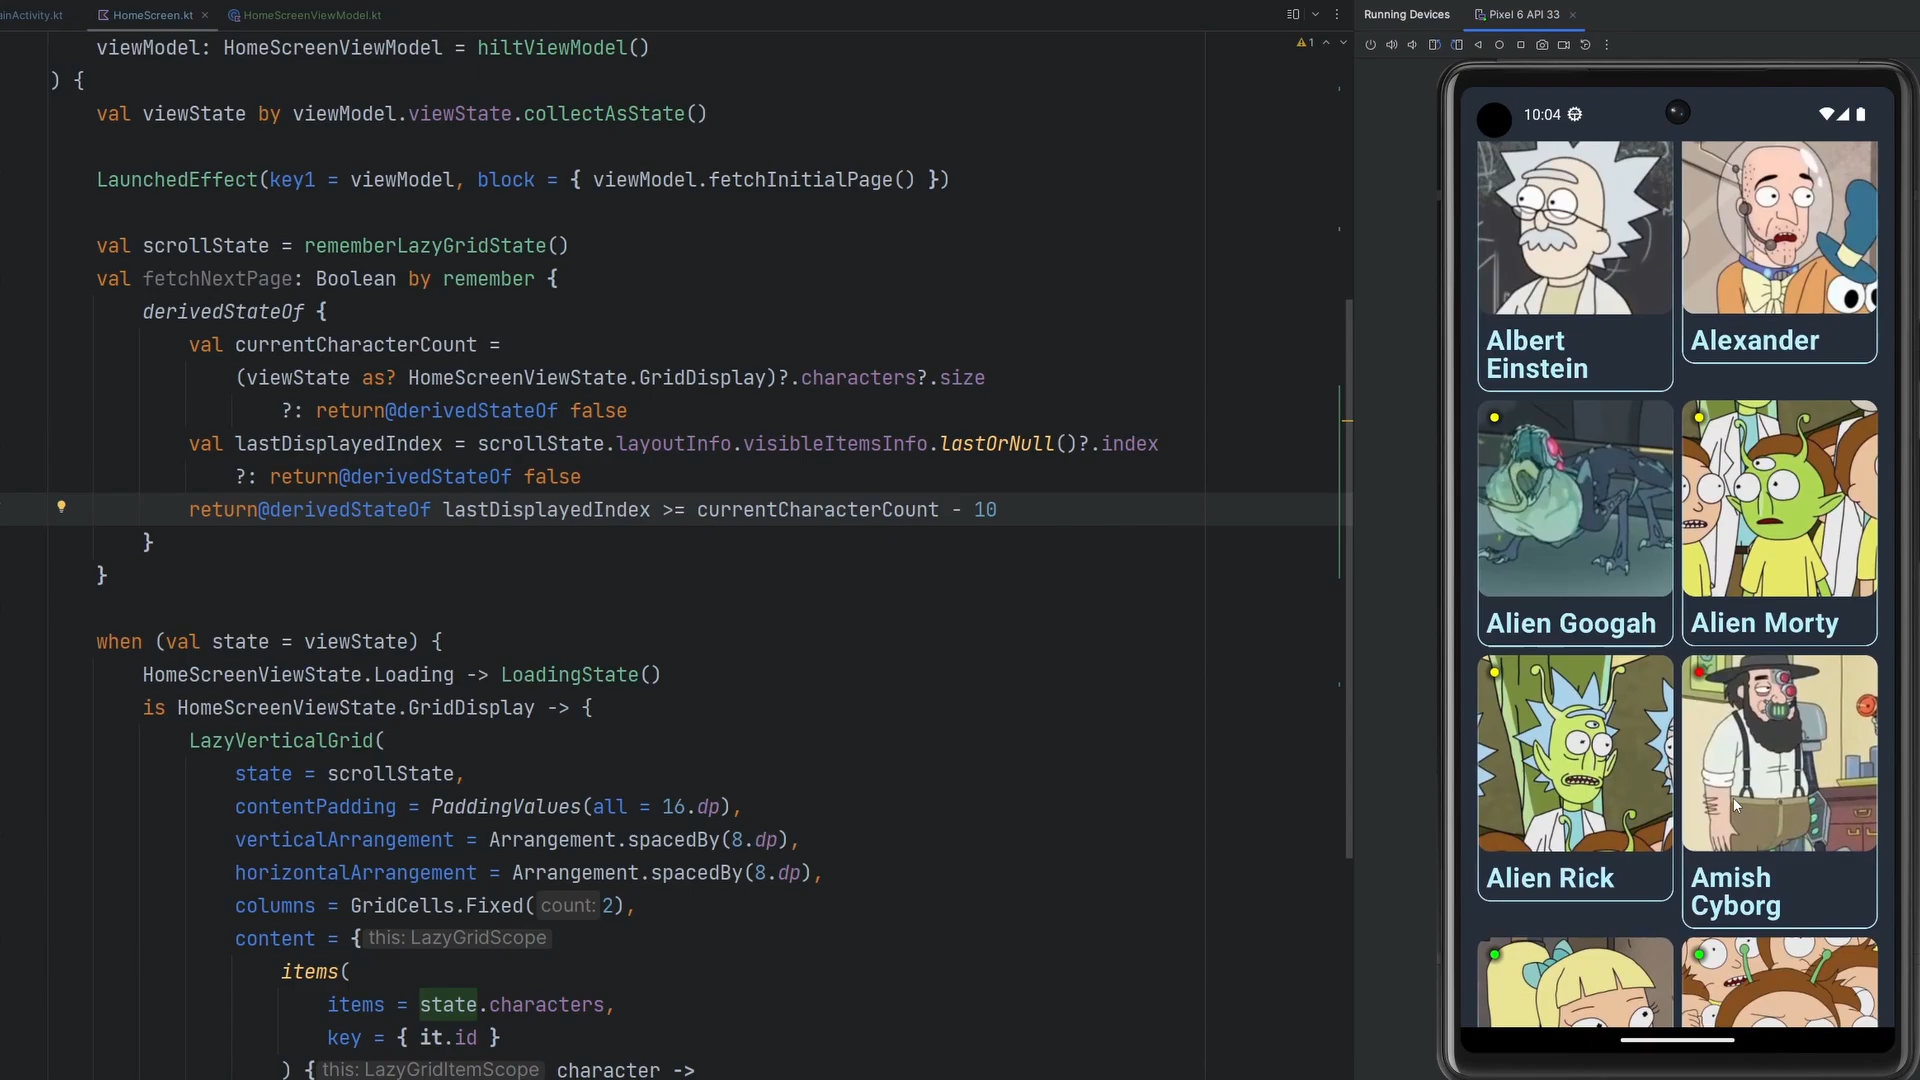 ainActivity.kt
HomeScreen.kt
HomeScreenViewModel.kt
Running Devices
Pixel 6 API 33
1
viewModel: HomeScreenViewModel = hiltViewModel()
) {
val viewState by viewModel.viewState.collectAsState()
LaunchedEffect(key1 = viewModel, block = { viewModel.fetchInitialPage() })
val scrollState = rememberLazyGridState()
val fetchNextPage: Boolean by remember {
derivedStateOf {
val currentCharacterCount =
(viewState as? HomeScreenViewState.GridDisplay)?.characters?.size
?: return@derivedStateOf false
val lastDisplayedIndex = scrollState.layoutInfo.visibleItemsInfo.lastOrNull()?.index
?: return@derivedStateOf false
return@derivedStateOf lastDisplayedIndex >= currentCharacterCount - 10
}
}
when (val state = viewState) {
HomeScreenViewState.Loading -> LoadingState()
is HomeScreenViewState.GridDisplay -> {
LazyVerticalGrid(
state = scrollState,
contentPadding = PaddingValues(all = 16.dp),
verticalArrangement = Arrangement.spacedBy(8.dp),
horizontalArrangement = Arrangement.spacedBy(8.dp),
columns = GridCells.Fixed( count: 2),
content = { this: LazyGridScope
items(
items = state.characters,
key = { it.id }
) { this: LazyGridItemScope character ->
10:04
Albert
Einstein
Alexander
Alien Googah
Alien Morty
Alien Rick
Amish
Cyborg